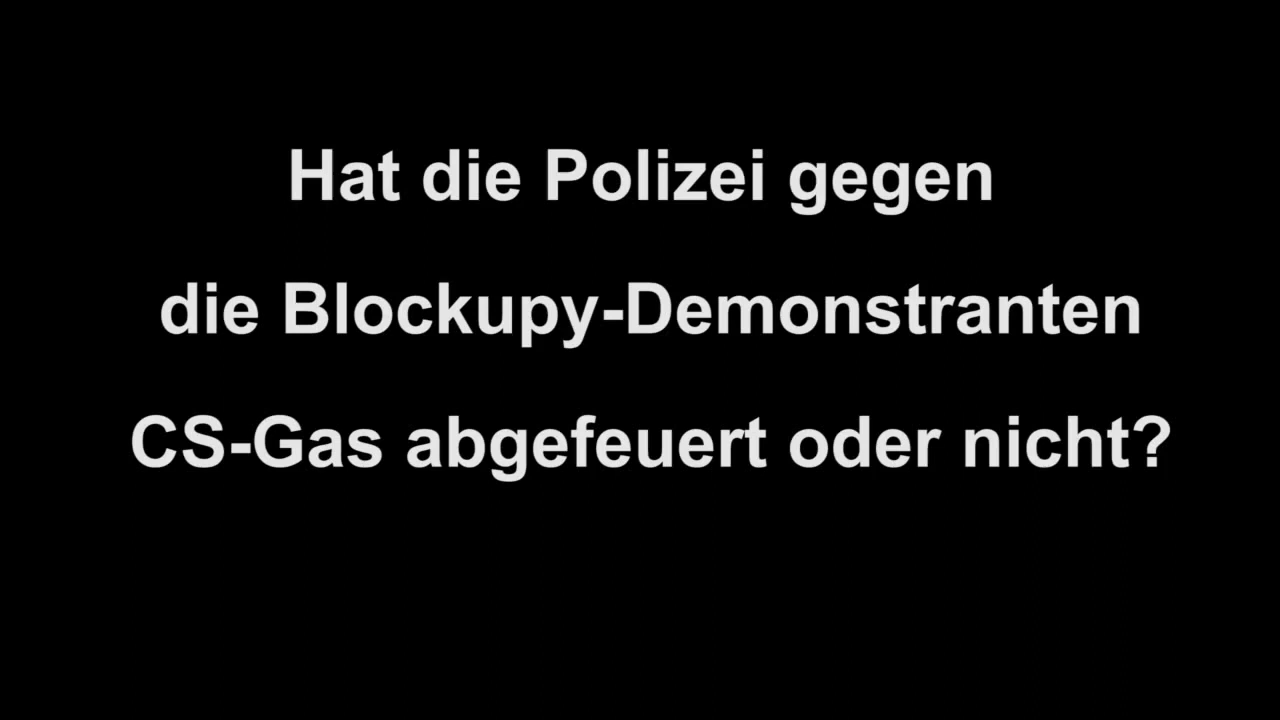 Hat die Polizei gegen
die Blockupy-Demonstranten
CS-Gas abgefeuert oder nicht?